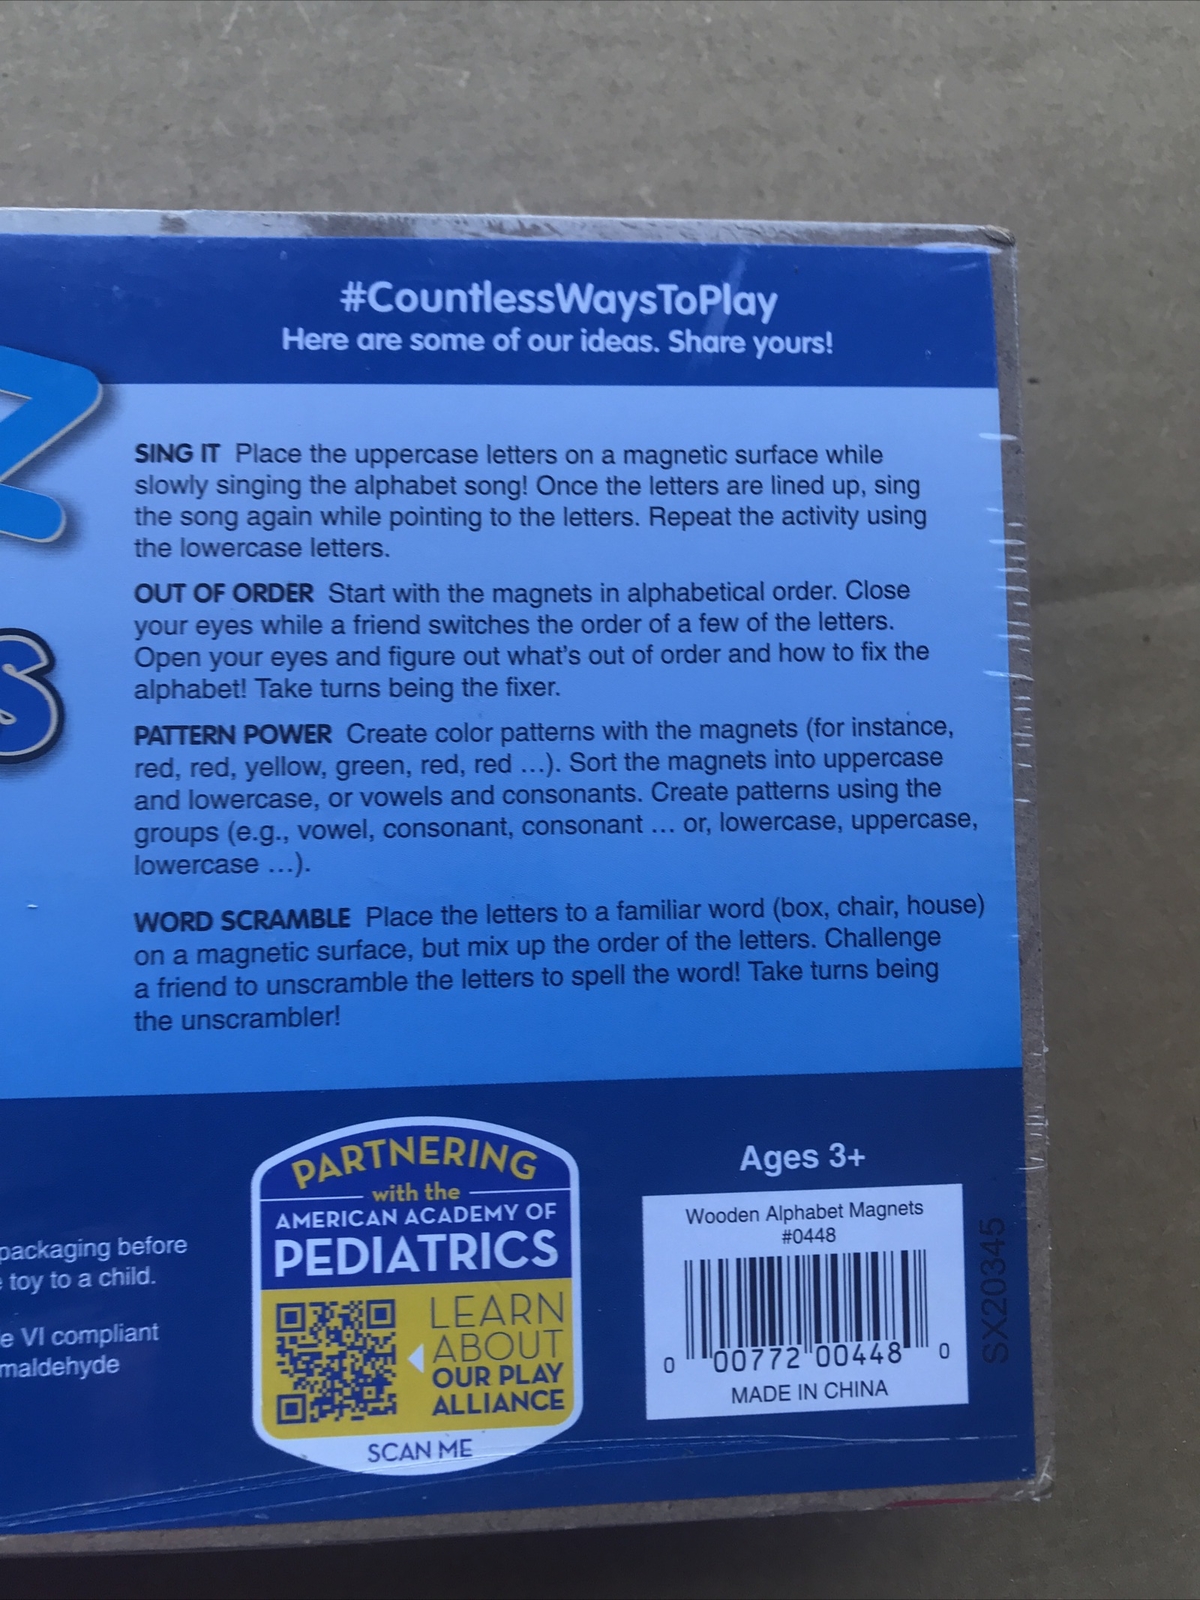 #CountlessWaysToPlay
Here are some of our ideas. Share yours!
Z
S
SING IT Place the uppercase letters on a magnetic surface while
slowly singing the alphabet song! Once the letters are lined up, sing
the song again while pointing to the letters. Repeat the activity using
the lowercase letters.
OUT OF ORDER Start with the magnets in alphabetical order. Close
your eyes while a friend switches the order of a few of the letters.
Open your eyes and figure out what's out of order and how to fix the
alphabet! Take turns being the fixer.
PATTERN POWER Create color patterns with the magnets (for instance,
red, red, yellow, green, red, red ...). Sort the magnets into uppercase
and lowercase, or vowels and consonants. Create patterns using the
groups (e.g., vowel, consonant, consonant ... or, lowercase, uppercase,
lowercase ...).
WORD SCRAMBLE Place the letters to a familiar word (box, chair, house)
on a magnetic surface, but mix up the order of the letters. Challenge
a friend to unscramble the letters to spell the word! Take turns being
the unscrambler!
packaging before
toy to a child.
VI compliant
maldehyde
PARTNERING
with the
AMERICAN ACADEMY OF
PEDIATRICS
LEARN
ABOUT
OUR PLAY
ALLIANCE
SCAN ME
Ages 3+
Wooden Alphabet Magnets
#0448
0 00772 00448 0
MADE IN CHINA
SX20345